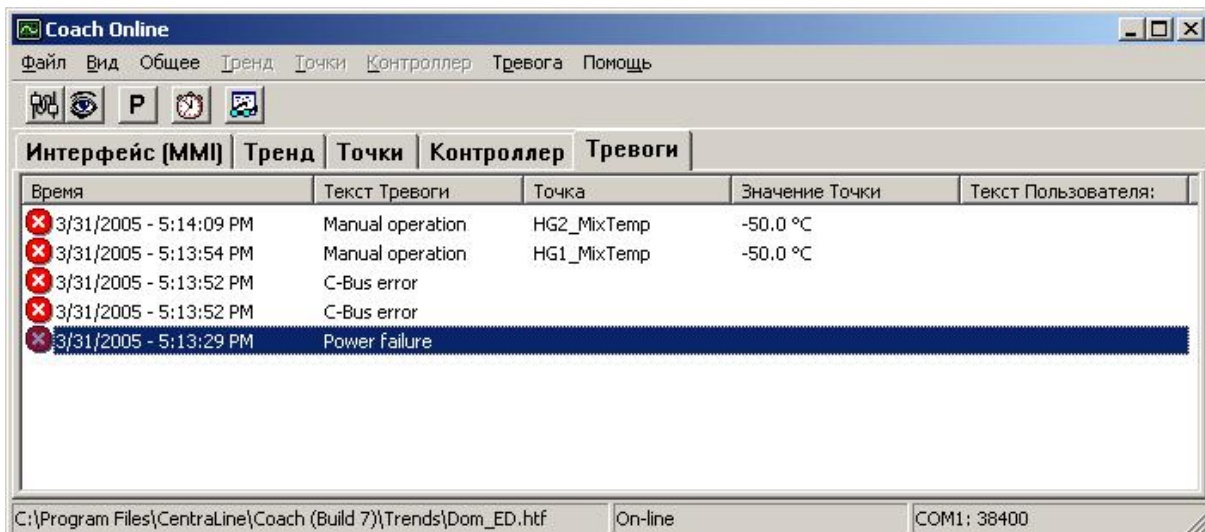 Coach Online
Файл Вид Общее Тренд Точки Контроллер Тревога Помощь
P
Интерфейс (MMI) Тренд Точки Контроллер Тревоги
Время Текст Тревоги Точка Значение Точки Текст Пользователя:
3/31/2005 - 5:14:09 PM Manual operation HG2_MixTemp -50.0 °C
3/31/2005 - 5:13:54 PM Manual operation HG1_MixTemp -50.0 °C
3/31/2005 - 5:13:52 PM C-Bus error
3/31/2005 - 5:13:52 PM C-Bus error
3/31/2005 - 5:13:29 PM Power failure
C:\Program Files\CentraLine\Coach (Build 7)\Trends\Dom_ED.htf On-line COM1: 38400